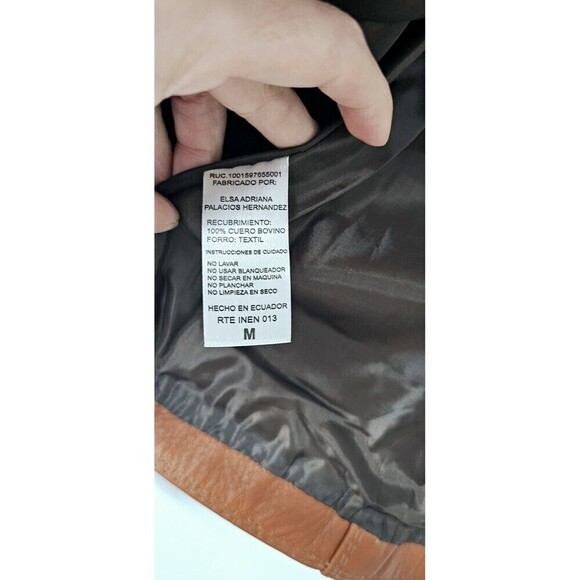 RUC.1001597655001
FABRICADO POR:
ELSA ADRIANA
PALACIOS HERNANDEZ
RECUBRIMIENTO:
100% CUERO BOVINO
FORRO: TEXTIL
INSTRUCCIONES DE CUIDADO
NO LAVAR
NO USAR BLANQUEADOR
NO SECAR EN MAQUINA
NO PLANCHAR
NO LIMPIEZA EN SECO
HECHO EN ECUADOR
RTE INEN 013
M